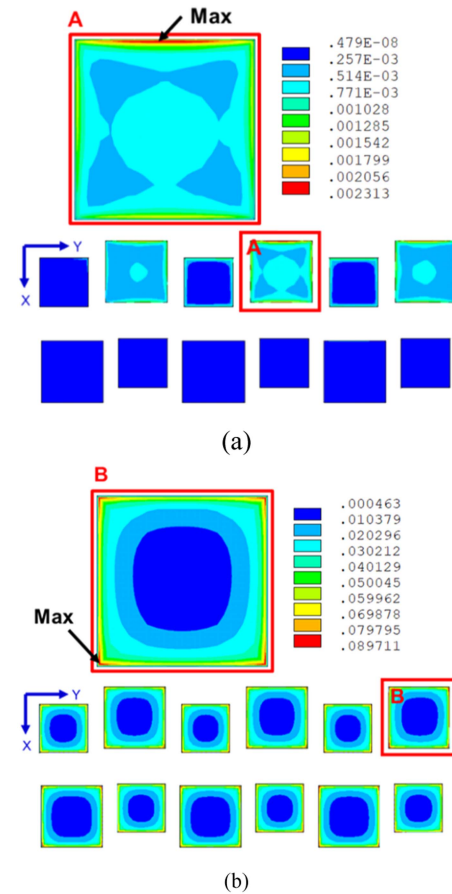 A
Max
.479E-08
.257E-03
.514E-03
.771E-03
.001028
.001285
.001542
.001799
.002056
.002313
Y
X
A
(a)
B
.000463
.010379
.020296
.030212
.040129
.050045
.059962
.069878
.079795
.089711
Max
Y
X
B
(b)